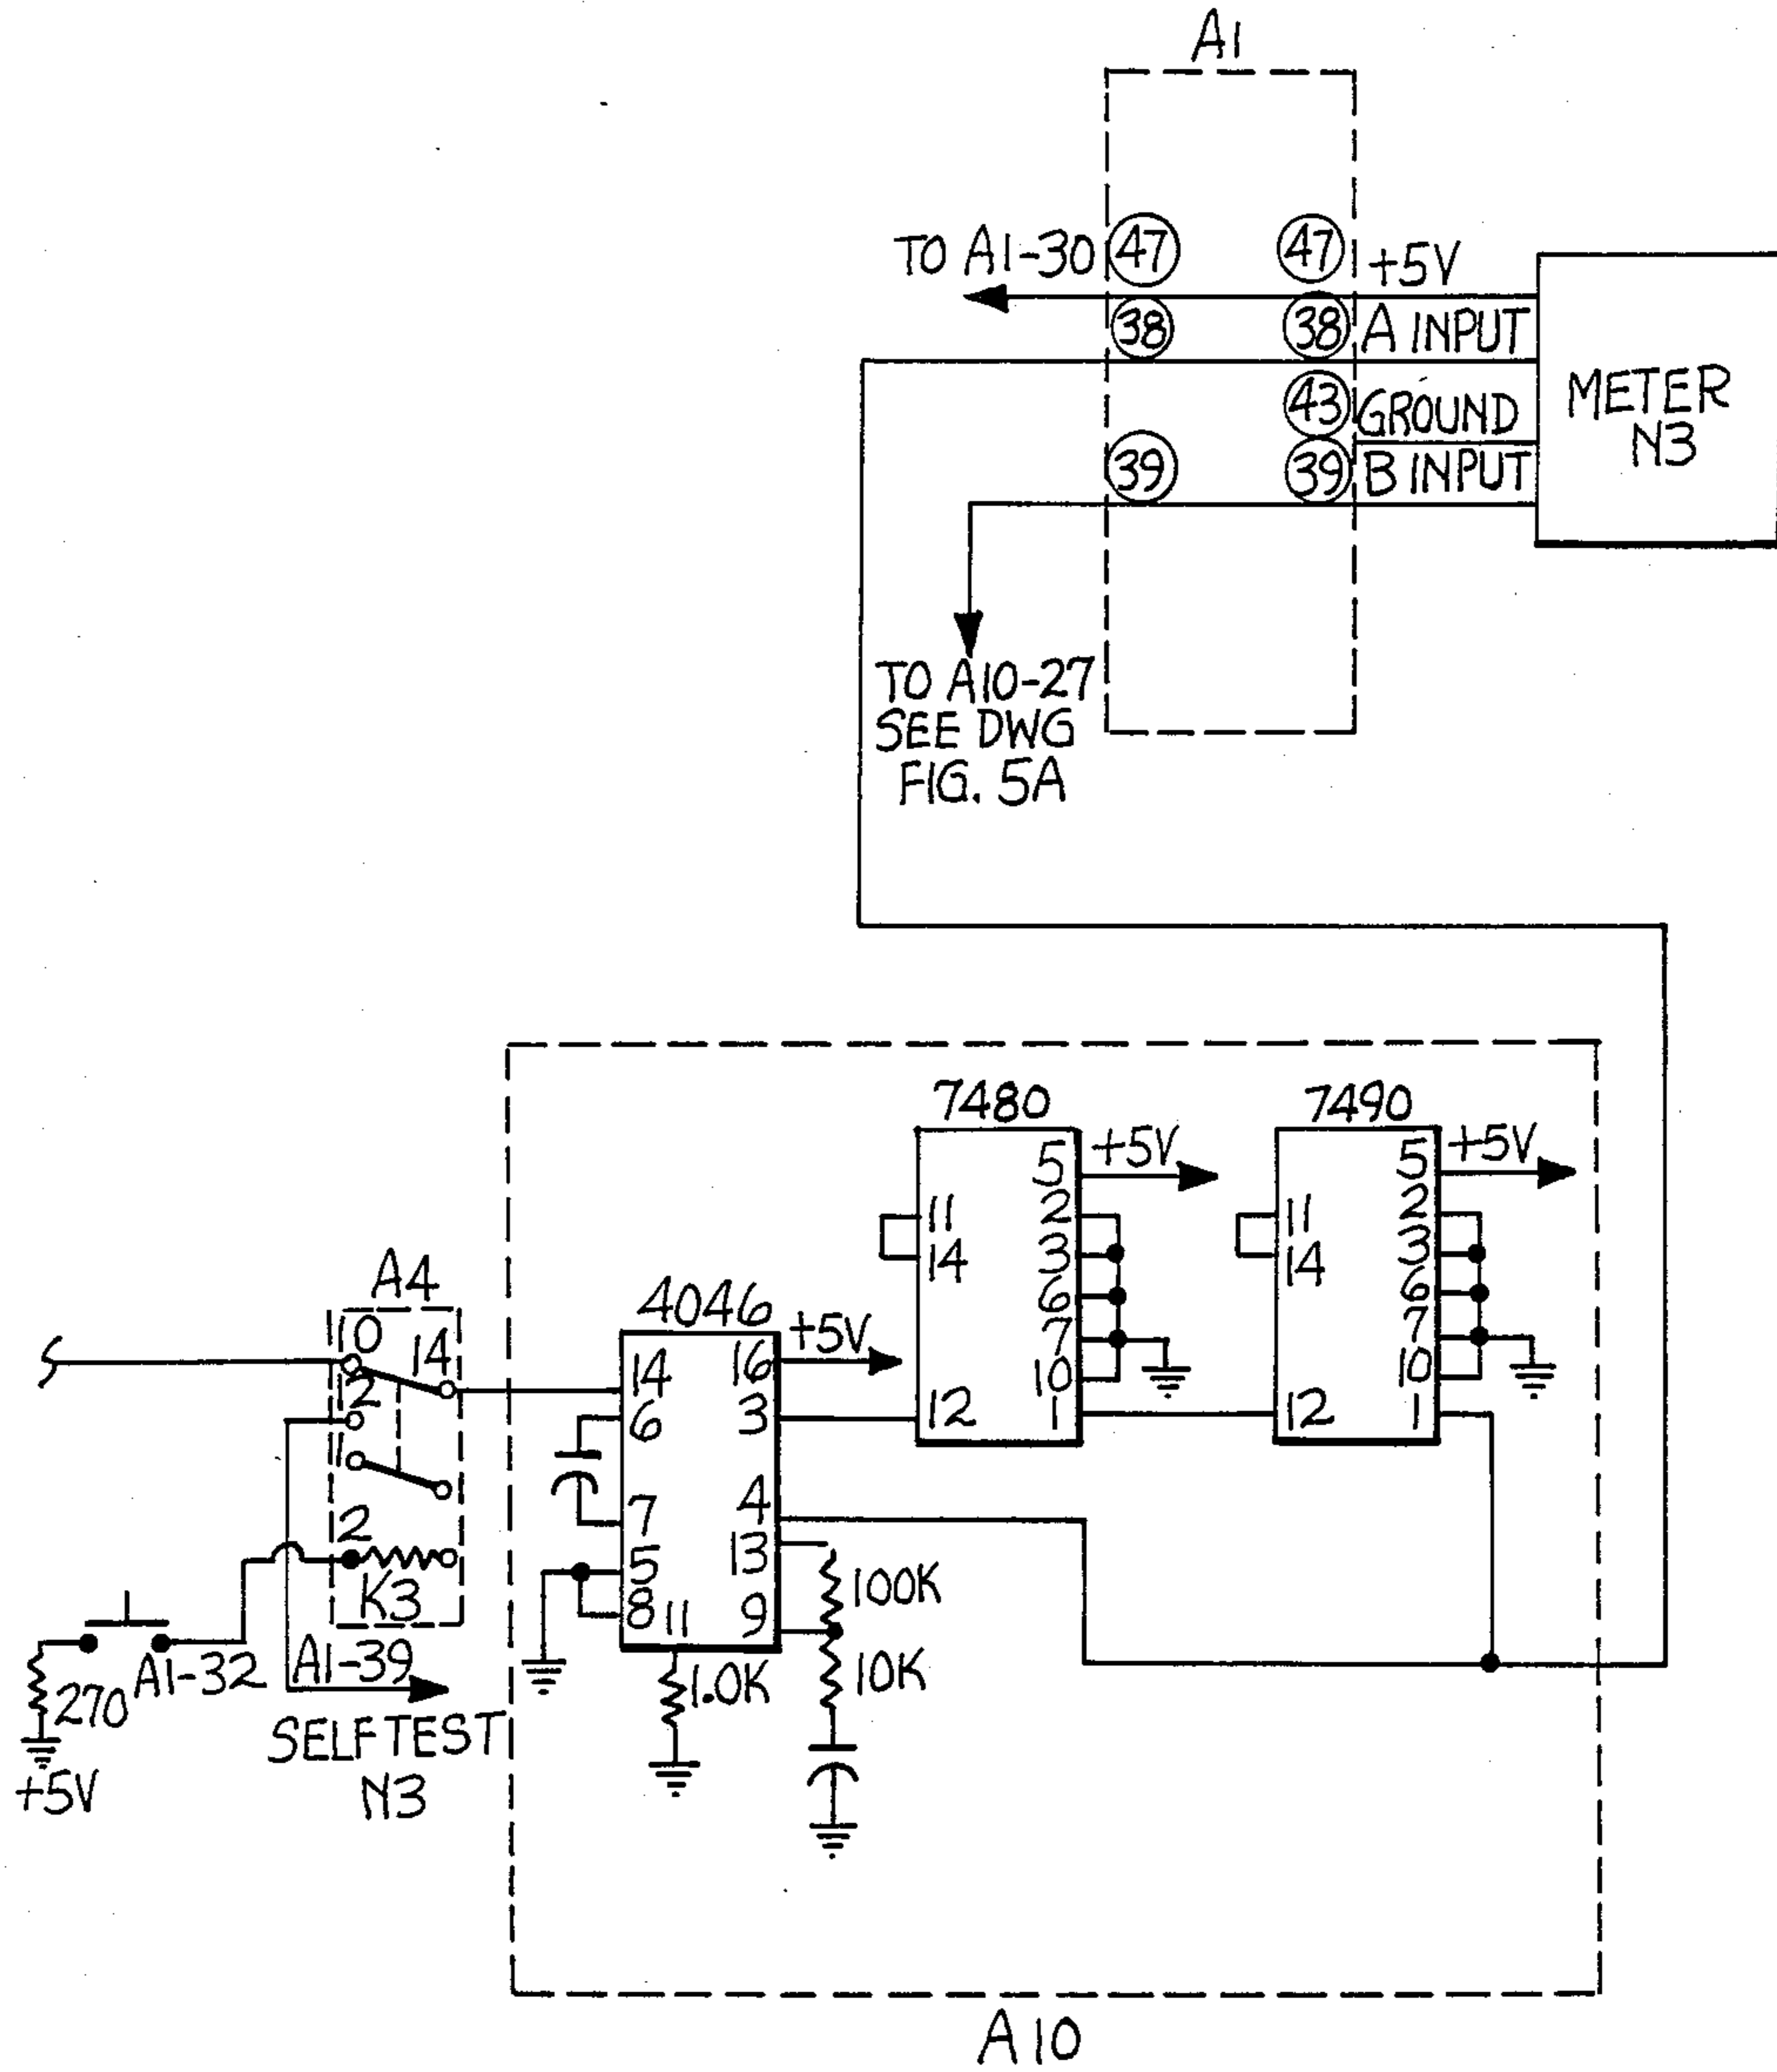 A1
TO A1-30
47
47
+5V
38
38
A INPUT
43
GROUND
39
39
B INPUT
METER
N3
TO A10-27
SEE DWG
FIG. 5A
7480
5
+5V
11
2
14
3
6
7
10
12
1
7490
5
+5V
11
2
14
3
6
7
10
12
1
A4
10
14
12
1
2
K3
4046
+5V
14
16
6
3
7
4
5
13
8
11
9
100K
10K
1.0K
A1-32
A1-39
270
+5V
SELF TEST
N3
A10